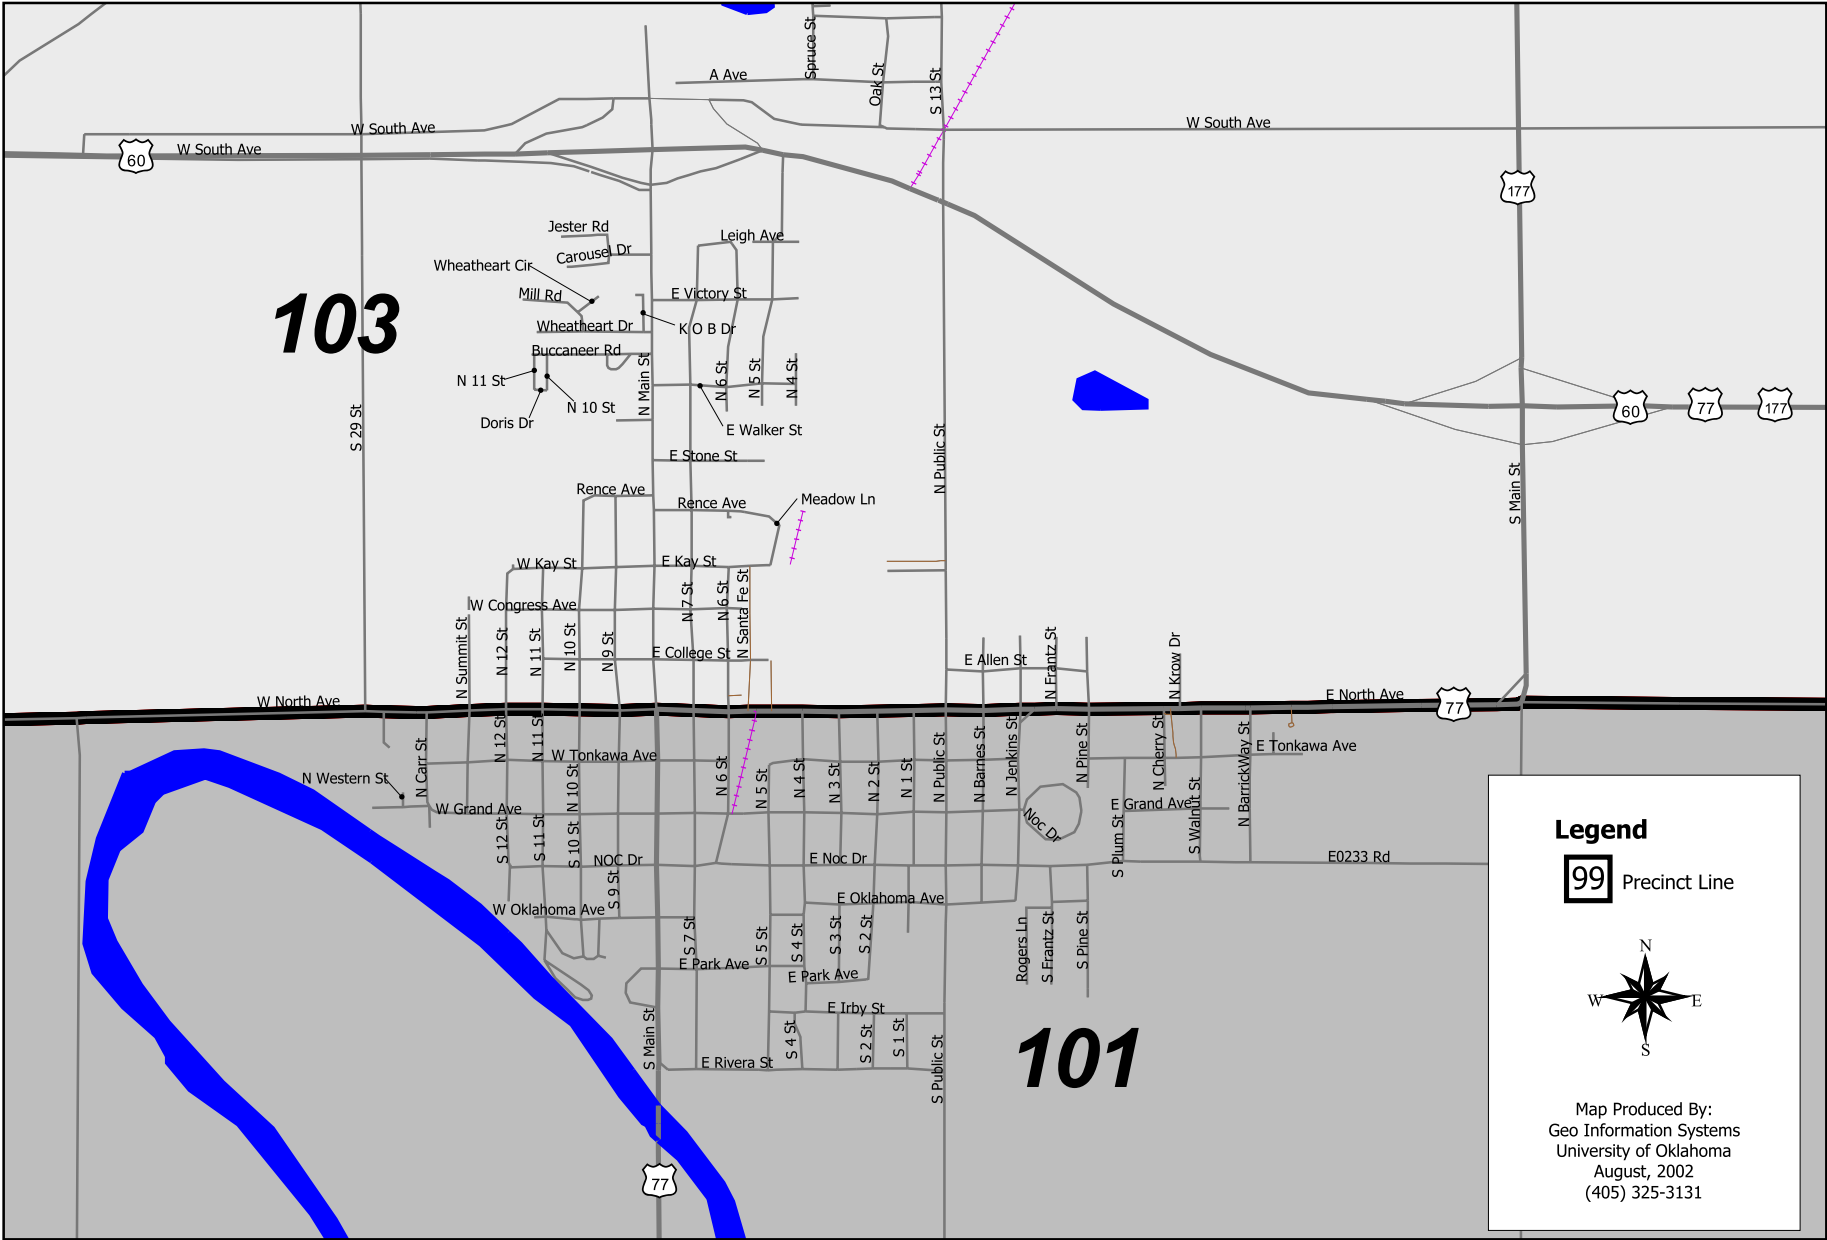 Spruce St
A Ave
Oak St
S 13 St
W South Ave
W South Ave
W South Ave
60
177
Jester Rd
Leigh Ave
Carousel Dr
Wheatheart Cir
Mill Rd
E Victory St
103
Wheatheart Dr
K O B Dr
Buccaneer Rd
N Main St
N 6 St
N 5 St
N 4 St
N 11 St
N 10 St
Doris Dr
E Walker St
S 29 St
60
77
177
N Public St
E Stone St
S Main St
Rence Ave
Rence Ave
Meadow Ln
W Kay St
E Kay St
N 7 St
N 6 St
N Santa Fe St
W Congress Ave
N Summit St
N 12 St
N 11 St
N 10 St
N 9 St
E College St
E Allen St
N Frantz St
N Krow Dr
W North Ave
E North Ave
77
N Carr St
N 12 St
N 11 St
W Tonkawa Ave
E Tonkawa Ave
N Western St
N 10 St
N 6 St
N 5 St
N 4 St
N 3 St
N 2 St
N 1 St
N Public St
N Barnes St
N Jenkins St
N Pine St
N Cherry St
N BarrickWay St
W Grand Ave
E Grand Ave
Noc Dr
S Plum St
S Walnut St
S 12 St
S 11 St
S 10 St
NOC Dr
E Noc Dr
E0233 Rd
S 9 St
E Oklahoma Ave
W Oklahoma Ave
S 7 St
S 5 St
S 4 St
S 3 St
S 2 St
Rogers Ln
S Frantz St
S Pine St
E Park Ave
E Park Ave
E Irby St
S Main St
S 4 St
S 2 St
S 1 St
S Public St
E Rivera St
101
77
Legend
99 Precinct Line
N
W E
S
Map Produced By:
Geo Information Systems
University of Oklahoma
August, 2002
(405) 325-3131